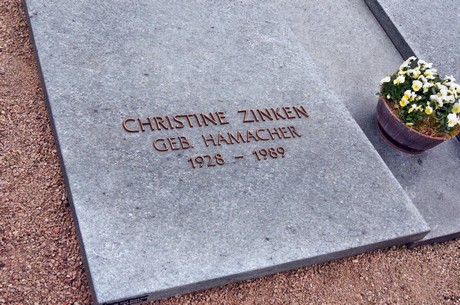 CHRISTINE ZINKEN
GEB. HAMACHER
1928 – 1989